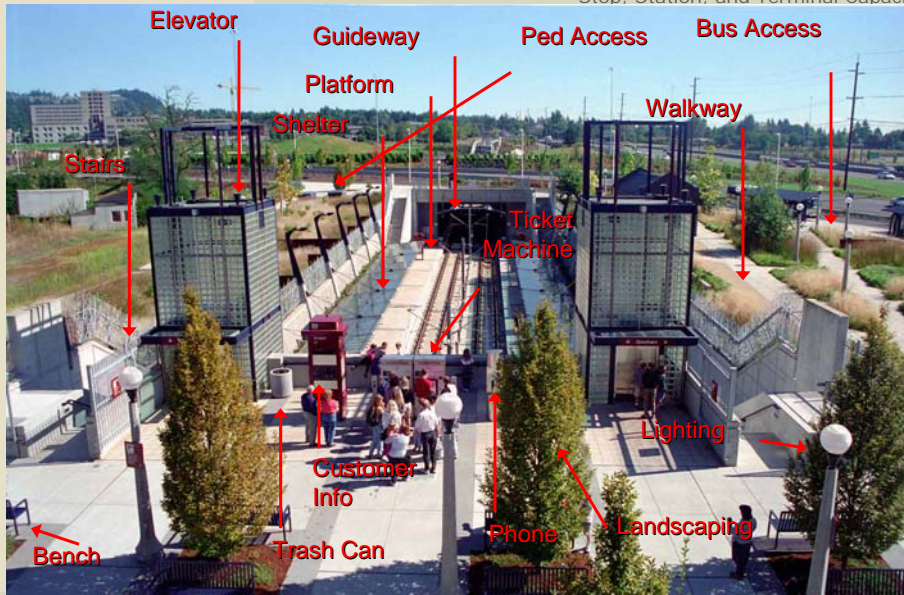 Stop, Station, and Terminal Capaci
Elevator
Guideway
Ped Access
Bus Access
Platform
Walkway
Shelter
Stairs
Ticket
Machine
Lighting
Customer
Info
Phone
Landscaping
Bench
Trash Can